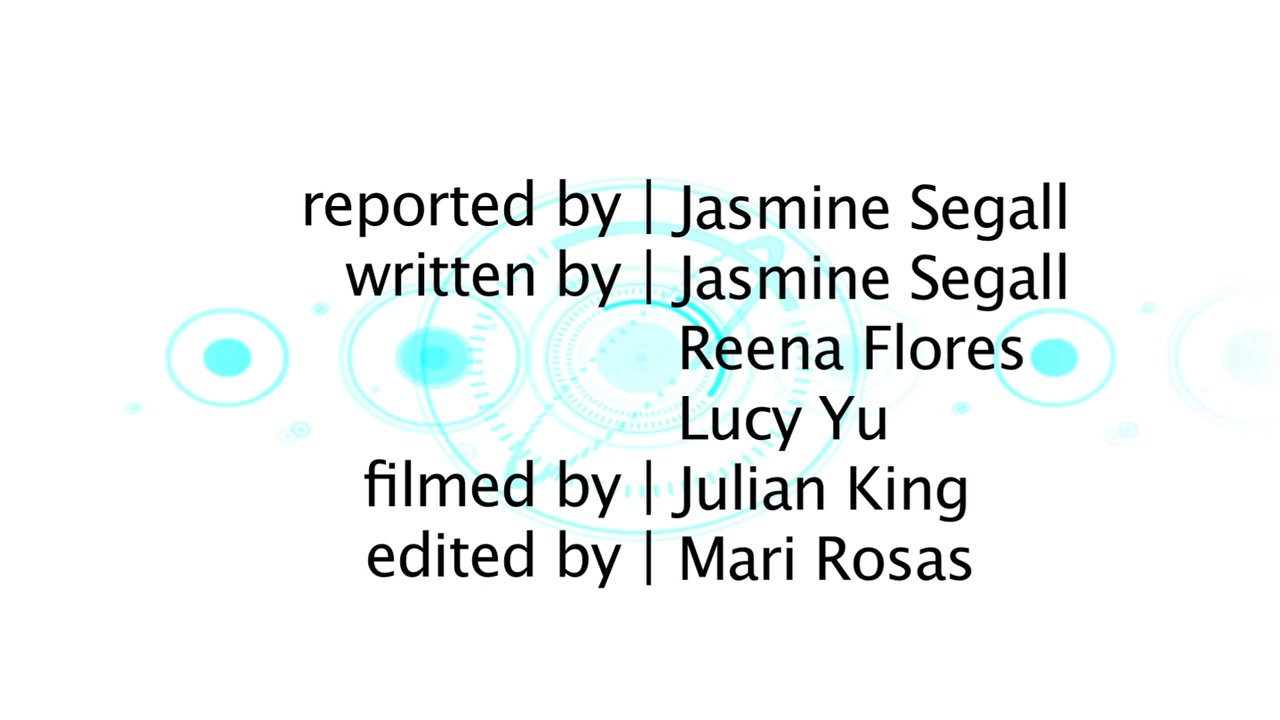 reported by | Jasmine Segall
written by | Jasmine Segall
Reena Flores
Lucy Yu
filmed by | Julian King
edited by | Mari Rosas